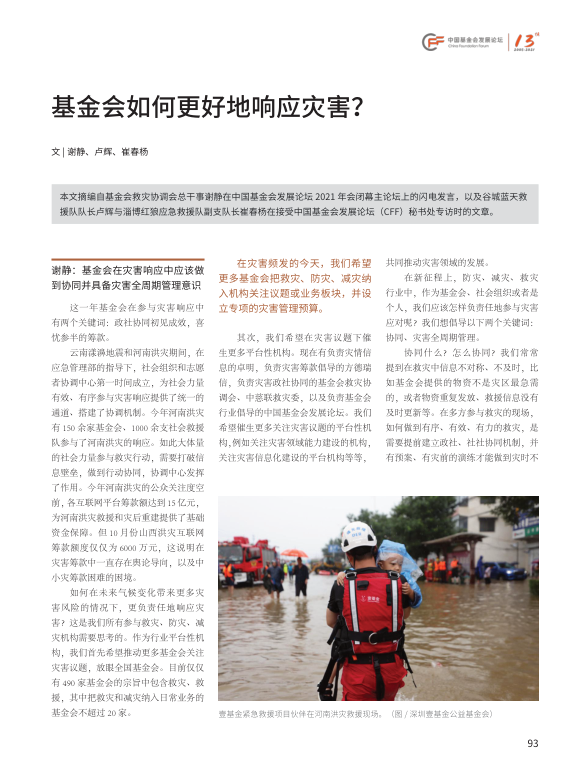 中国基金会发展论坛
China Foundation Forum
13
2008-2021
基金会如何更好地响应灾害？
文 | 谢静、卢辉、崔春杨
本文摘编自基金会救灾协调会总干事谢静在中国基金会发展论坛 2021 年会闭幕主论坛上的闪电发言，以及谷城蓝天救
援队队长卢辉与淄博红狼应急救援队副支队长崔春杨在接受中国基金会发展论坛（CFF）秘书处专访时的文章。
谢静：基金会在灾害响应中应该做
到协同并具备灾害全周期管理意识
这一年基金会在参与灾害响应中
有两个关键词：政社协同初见成效，喜
忧参半的筹款。
云南漾濞地震和河南洪灾期间，在
应急管理部的指导下，社会组织和志愿
者协调中心第一时间成立，为社会力量
有效、有序参与灾害响应提供了统一的
通道、搭建了协调机制。今年河南洪灾
有 150 余家基金会、1000 余支社会救援
队参与了河南洪灾的响应。如此大体量
的社会力量参与救灾行动，需要打破信
息壁垒，做到行动协同，协调中心发挥
了作用。今年河南洪灾的公众关注度空
前，各互联网平台筹款额达到 15 亿元，
为河南洪灾救援和灾后重建提供了基础
资金保障。但 10 月份山西洪灾互联网
筹款额度仅仅为 6000 万元，这说明在
灾害筹款中一直存在舆论导向，以及中
小灾筹款困难的困境。
如何在未来气候变化带来更多灾
害风险的情况下，更负责任地响应灾
害？这是我们所有参与救灾、防灾、减
灾机构需要思考的。作为行业平台性机
构，我们首先希望推动更多基金会关注
灾害议题，放眼全国基金会。目前仅仅
有 490 家基金会的宗旨中包含救灾、救
援，其中把救灾和减灾纳入日常业务的
基金会不超过 20 家。
在灾害频发的今天，我们希望
更多基金会把救灾、防灾、减灾纳
入机构关注议题或业务板块，并设
立专项的灾害管理预算。
其次，我们希望在灾害议题下催
生更多平台性机构。现在有负责灾情信
息的卓明，负责灾害筹款倡导的方德瑞
信，负责灾害政社协同的基金会救灾协
调会、中慈联救灾委，以及负责基金会
行业倡导的中国基金会发展论坛。我们
希望催生更多关注灾害议题的平台性机
构，例如关注灾害领域能力建设的机构，
关注灾害信息化建设的平台机构等等，
共同推动灾害领域的发展。
在新征程上，防灾、减灾、救灾
行业中，作为基金会、社会组织或者是
个人，我们应该怎样负责任地参与灾害
应对呢？我们想倡导以下两个关键词：
协同、灾害全周期管理。
协同什么？怎么协同？我们常常
提到在救灾中信息不对称、不及时，比
如基金会提供的物资不是灾区最急需
的，或者物资重复发放、救援信息没有
及时更新等。在多方参与救灾的现场，
如何做到有序、有效、有力的救灾，是
需要提前建立政社、社社协同机制，并
有预案、有灾前的演练才能做到灾时不
壹基金紧急救援项目伙伴在河南洪灾救援现场。（图 / 深圳壹基金公益基金会）
93